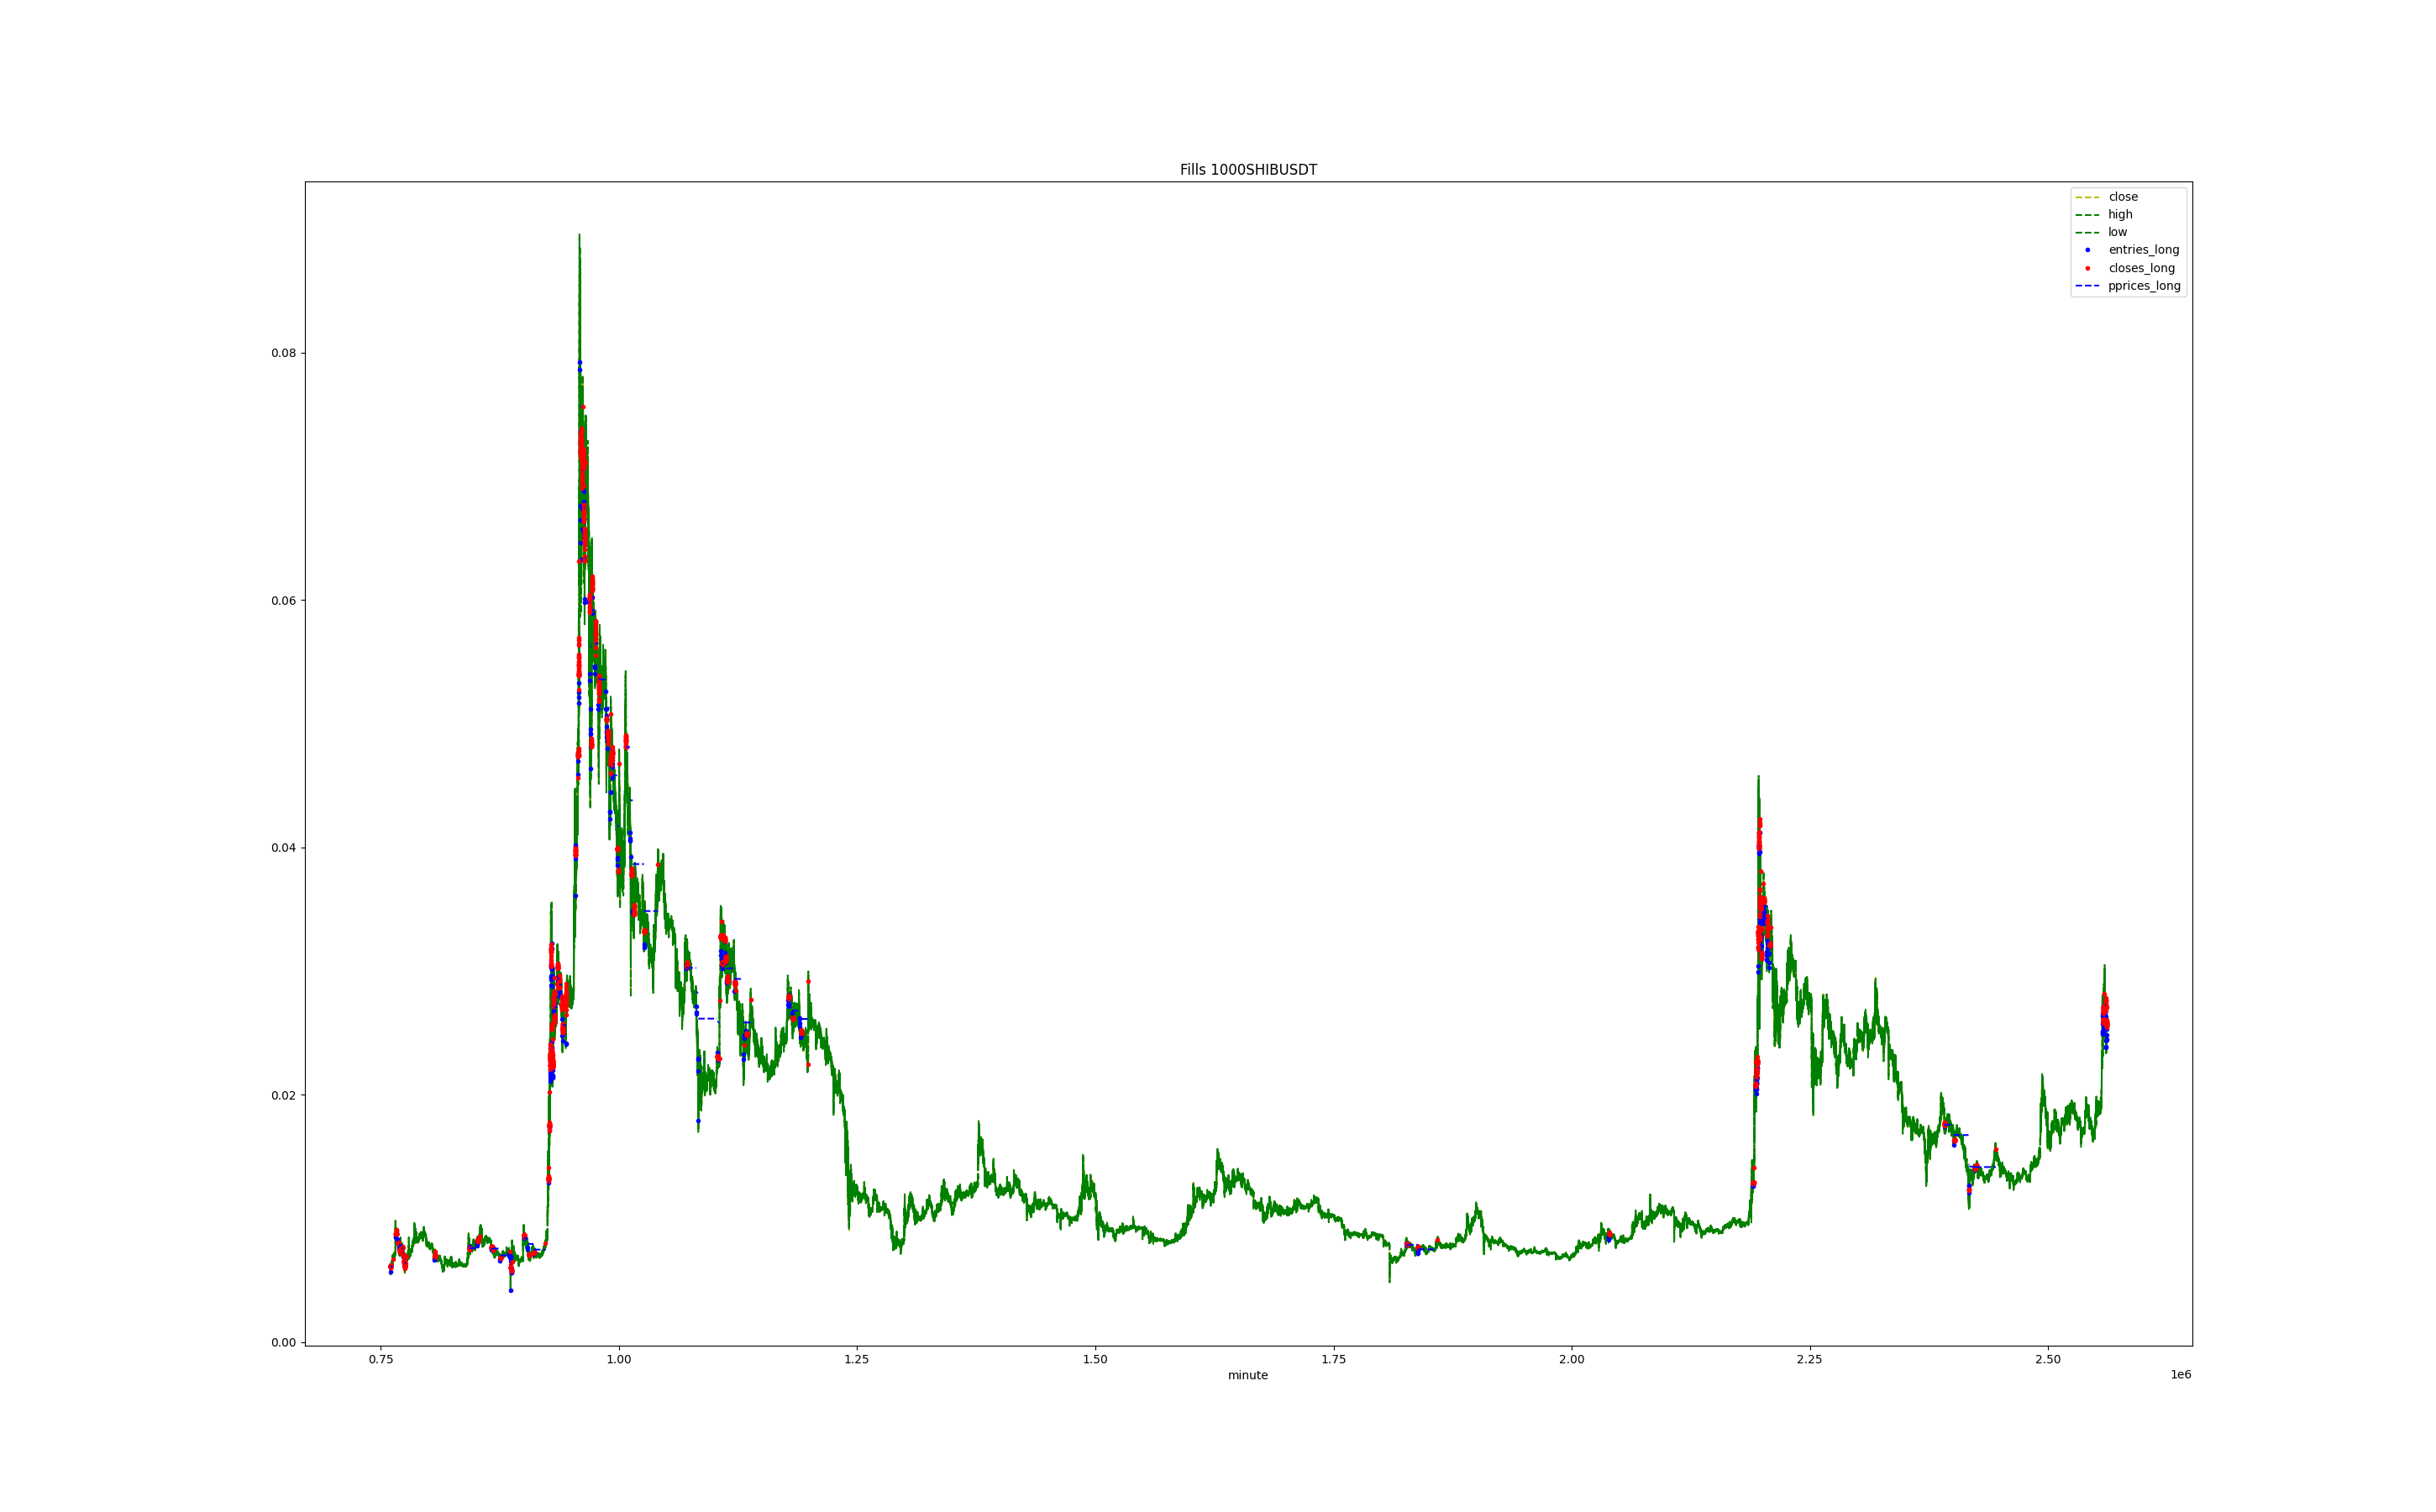 Fills 1000SHIBUSDT
close
high
low
entries_long
closes_long
pprices_long
0.08
0.06
0.04
0.02
0.00
0.75 1.00 1.25 1.50 1.75 2.00 2.25 2.50
minute
1e6